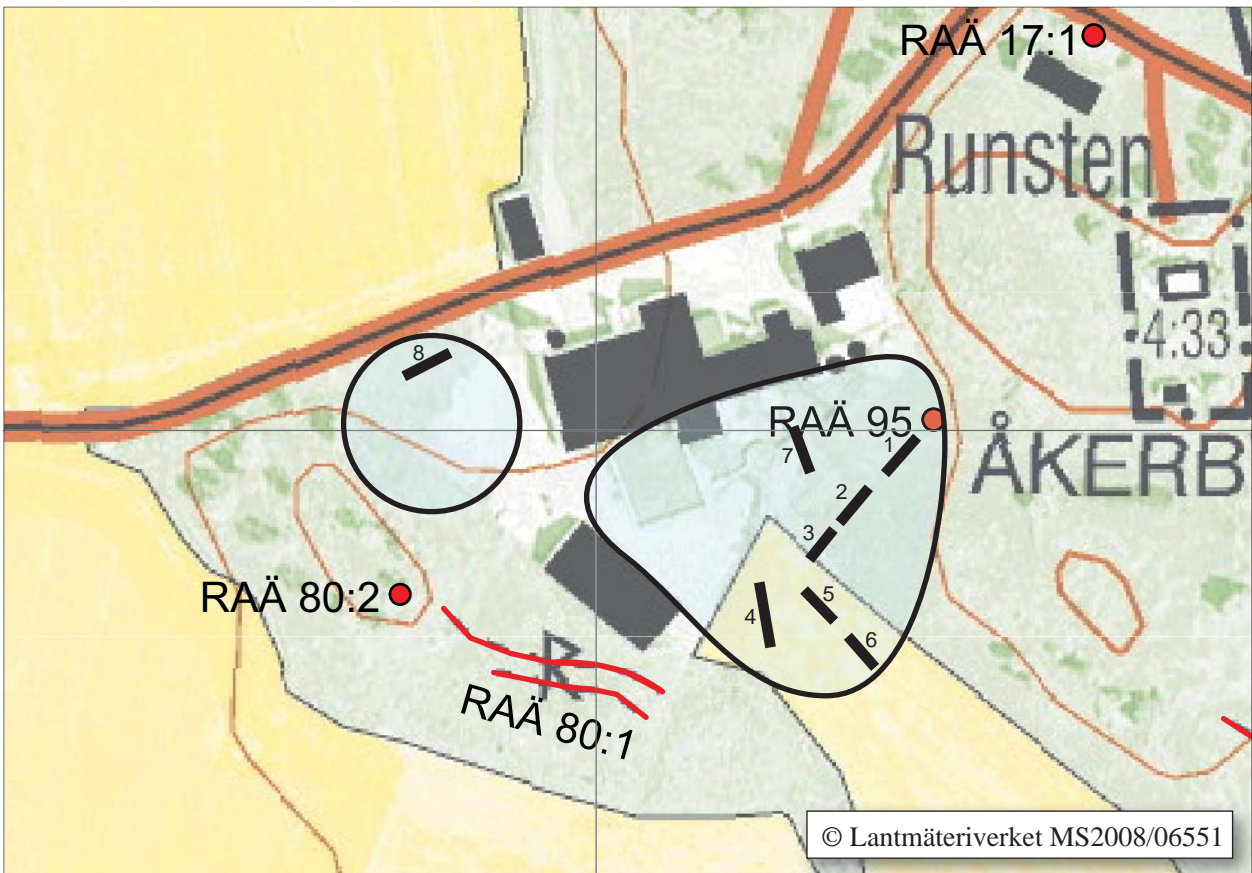 RAÄ 17:1
Runsten
4:33
8
RAÄ 95
1
7
ÅKERB
2
3
RAÄ 80:2
5
4
6
R
RAÄ 80:1
© Lantmäteriverket MS2008/06551